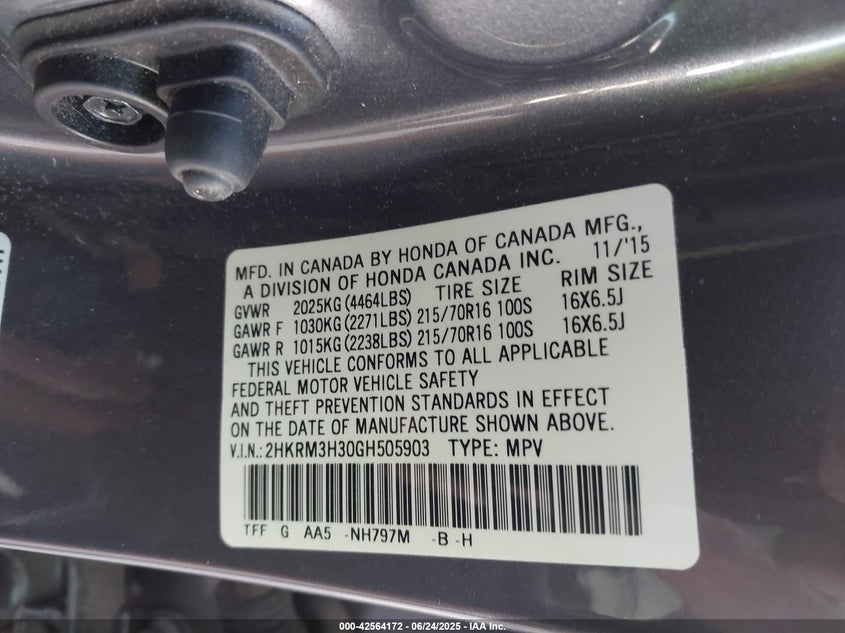 MFD. IN CANADA BY HONDA OF CANADA MFG.,
A DIVISION OF HONDA CANADA INC. 11/'15
GVWR 2025KG (4464LBS) TIRE SIZE RIM SIZE
GAWR F 1030KG (2271LBS) 215/70R16 100S 16X6.5J
GAWR R 1015KG (2238LBS) 215/70R16 100S 16X6.5J
THIS VEHICLE CONFORMS TO ALL APPLICABLE
FEDERAL MOTOR VEHICLE SAFETY
AND THEFT PREVENTION STANDARDS IN EFFECT
ON THE DATE OF MANUFACTURE SHOWN ABOVE.
V.I.N.: 2HKRM3H30GH505903 TYPE: MPV
TFF G AA5 -NH797M -B -H
000-42564172 - 06/24/2025 - IAA Inc.